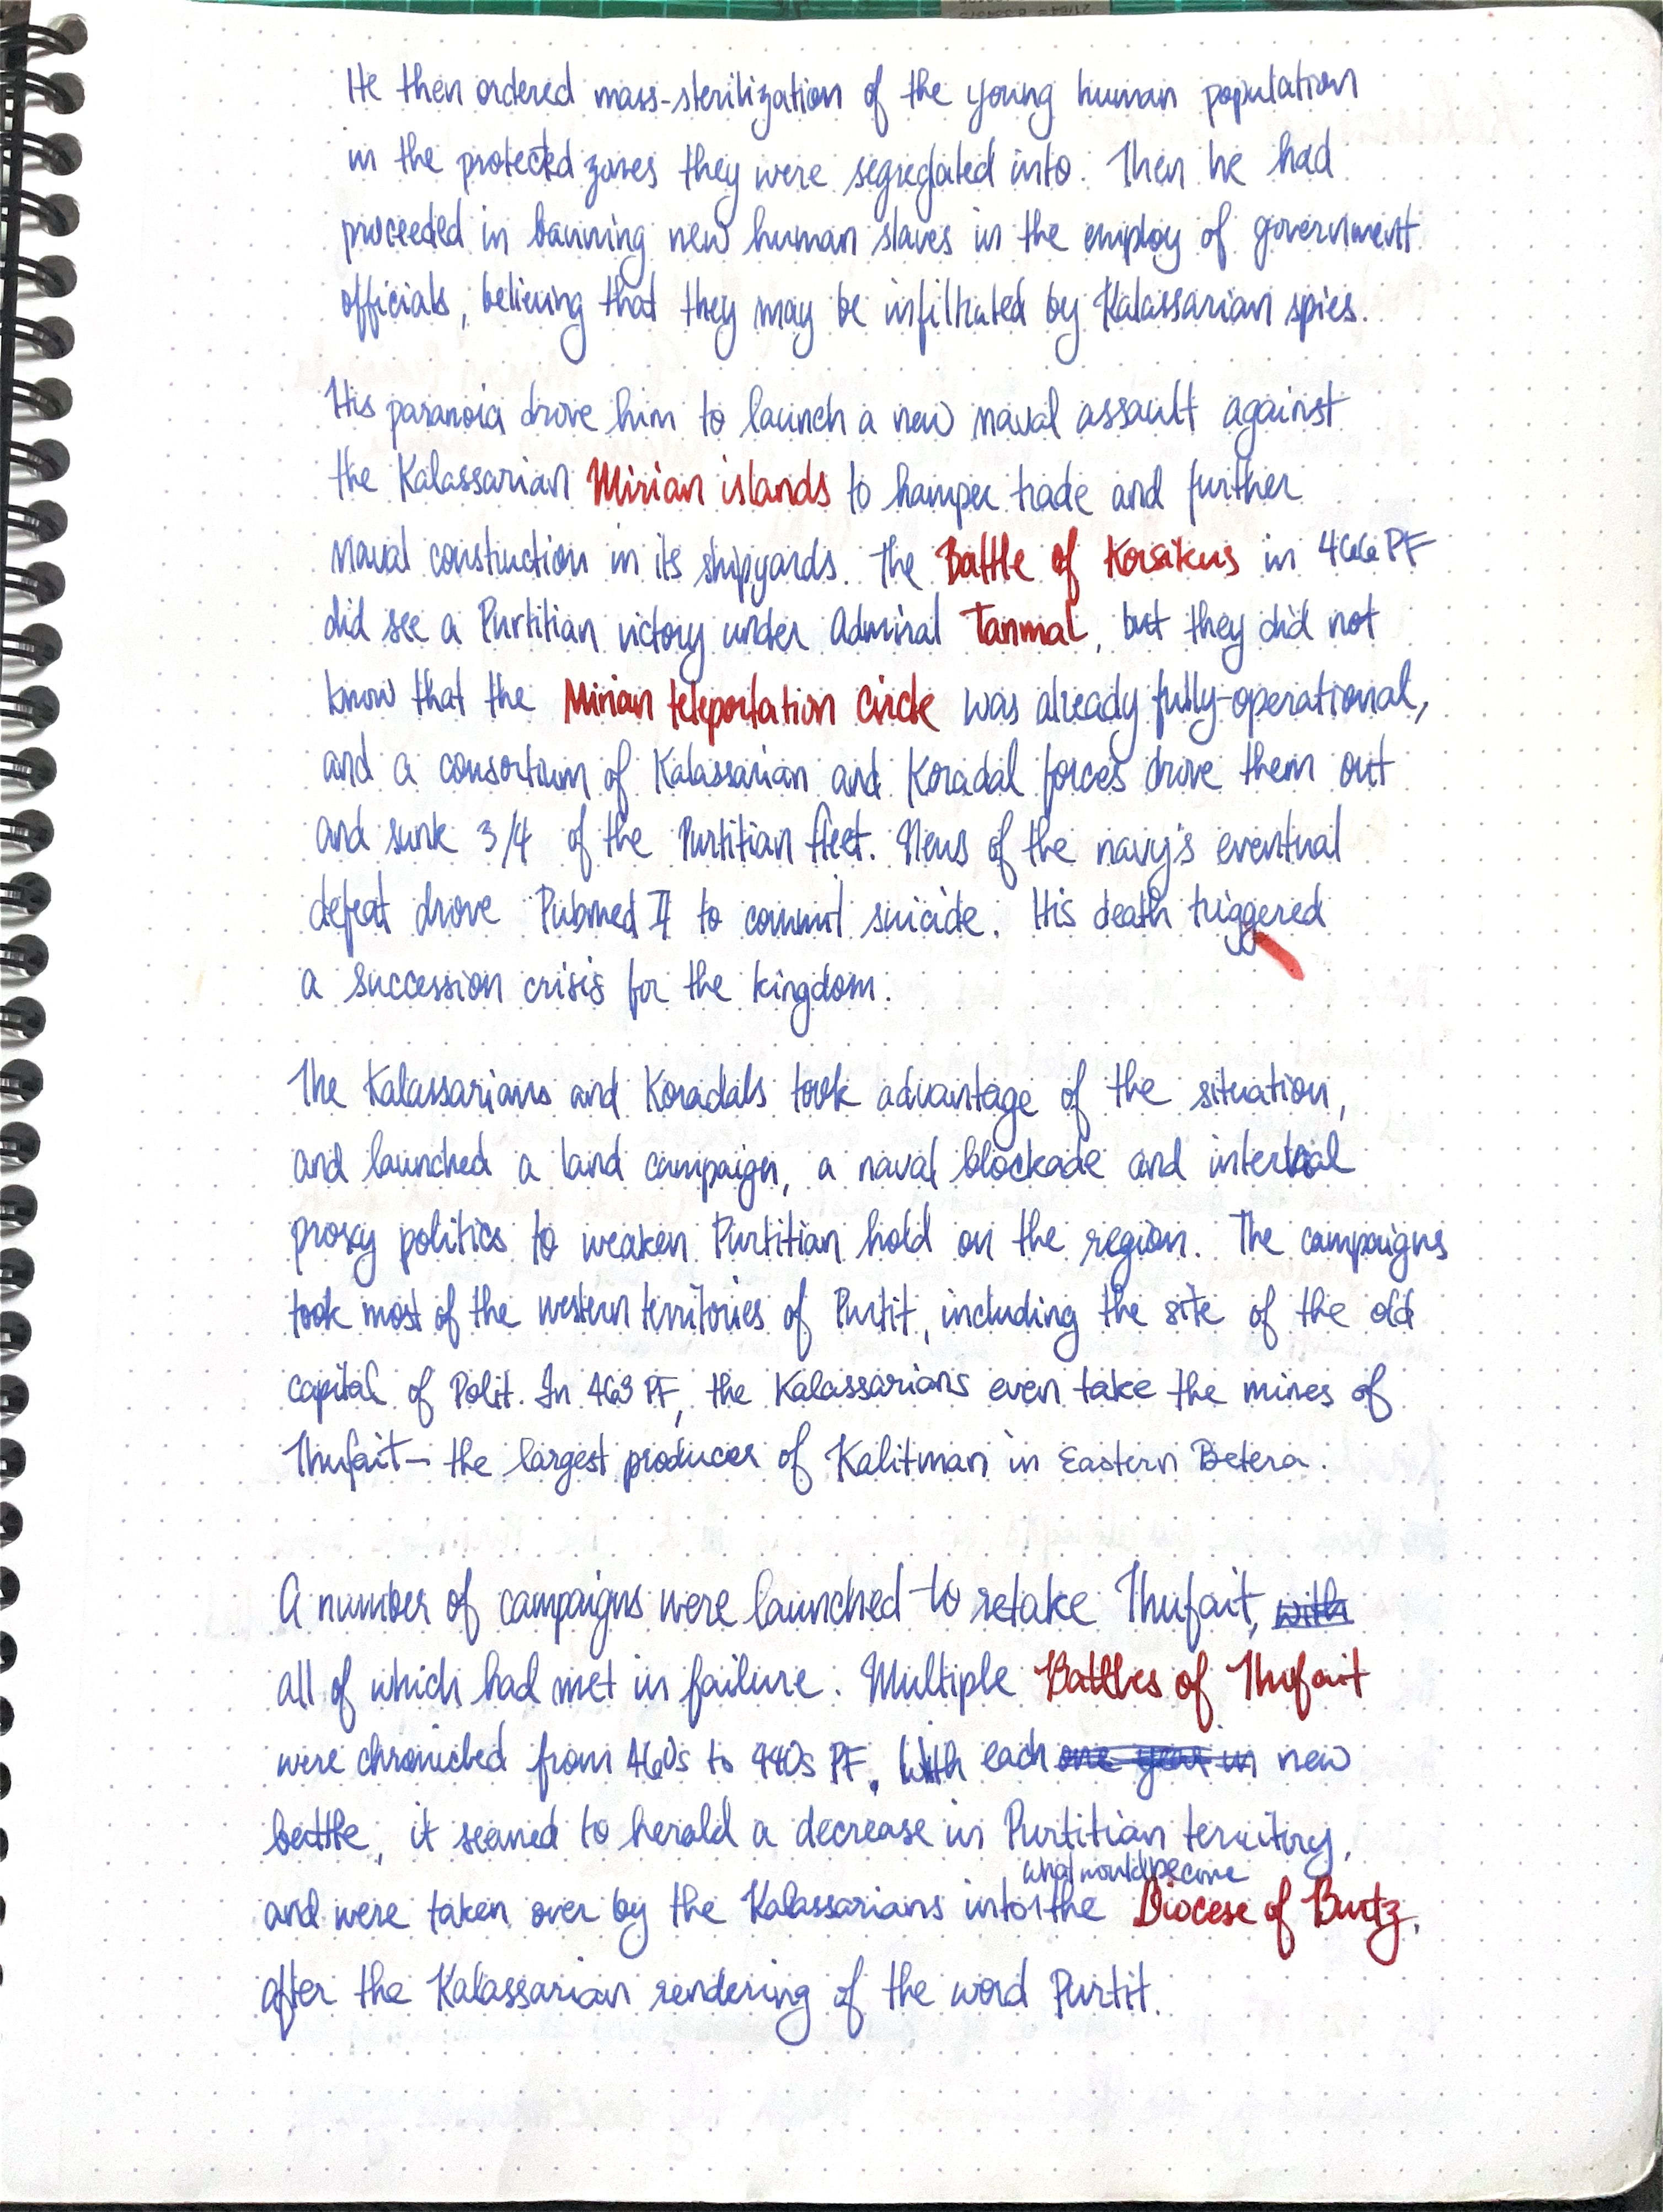 He then ordered mass-sterilization of the young human population
in the protected zones they were segregated into. Then he had
proceeded in banning new human slaves in the employ of government
officials, believing that they may be infiltrated by Kalassarian spies.
His paranoia drove him to launch a new naval assault against
the Kalassarian Mirian islands to hamper trade and further
naval construction in its shipyards. The Battle of Korsikus in 466 PF
did see a Purtitian victory under Admiral Tanmal, but they did not
know that the Mirian teleportation circle was already fully-operational,
and a consortium of Kalassarian and Koradal forces drove them out
and sunk 3/4 of the Purtitian fleet. News of the navy's eventual
defeat drove Pubmed II to commit suicide. His death triggered
a succession crisis for the kingdom.
The Kalassarians and Koradals took advantage of the situation,
and launched a land campaign, a naval blockade and internal
proxy politics to weaken Purtitian hold on the region. The campaigns
took most of the western territories of Purtit, including the site of the old
capital of Polit. In 463 PF, the Kalassarians even take the mines of
Thufait— the largest producer of Kalitman in Eastern Betera.
A number of campaigns were launched to retake Thufait, with
all of which had met in failure. Multiple Battles of Thufait
were chronicled from 460s to 440s PF. With each one year in new
battle, it seemed to herald a decrease in Purtitian territory,
what would become
and were taken over by the Kalassarians into the Diocese of Burtz,
after the Kalassarian rendering of the word Purtit.